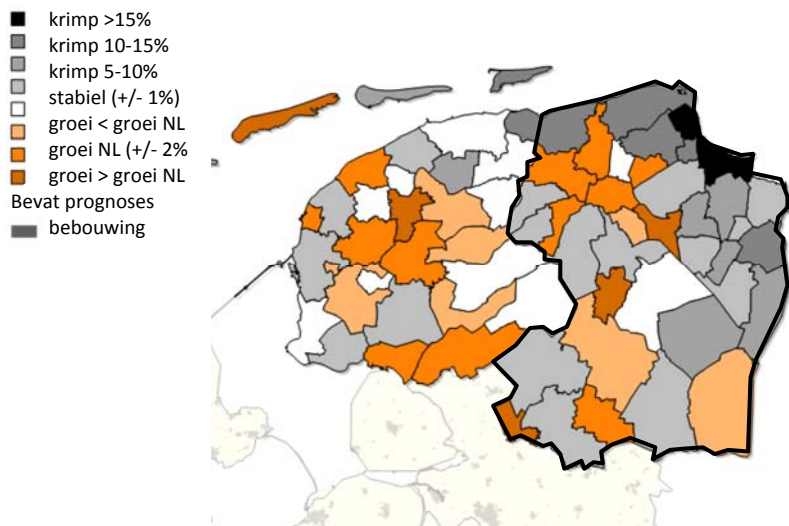 krimp >15%
krimp 10-15%
krimp 5-10%
stabiel (+/- 1%)
groei < groei NL
groei NL (+/- 2%
groei > groei NL
Bevat prognoses
bebouwing